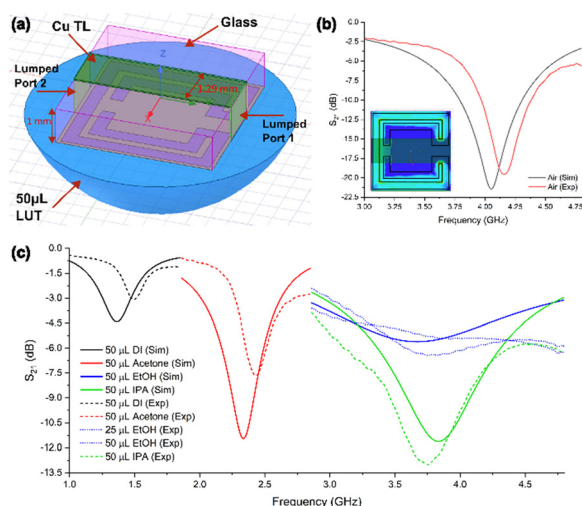 (a)
Glass
Cu TL
Lumped
Port 2
Z
1.29 mm
X
1 mm
Lumped
Port 1
50μL
LUT
(b)
0.0
-2.5
-5.0
-7.5
-10.0
-12.5
-15.0
-17.5
-20.0
-22.5
(dB)
Air (Sim)
Air (Exp)
3.00 3.25 3.50 3.75 4.00 4.25 4.50 4.75
Frequency (GHz)
(c)
0.0
-1.5
-3.0
-4.5
-6.0
-7.5
-9.0
-10.5
-12.0
-13.5
S21 (dB)
50 μL DI (Sim)
50 μL Acetone (Sim)
50 μL EtOH (Sim)
50 μL IPA (Sim)
50 μL DI (Exp)
50 μL Acetone (Exp)
25 μL EtOH (Exp)
50 μL EtOH (Exp)
50 μL IPA (Exp)
1.0 1.5 2.0 2.5 3.0 3.5 4.0 4.5
Frequency (GHz)